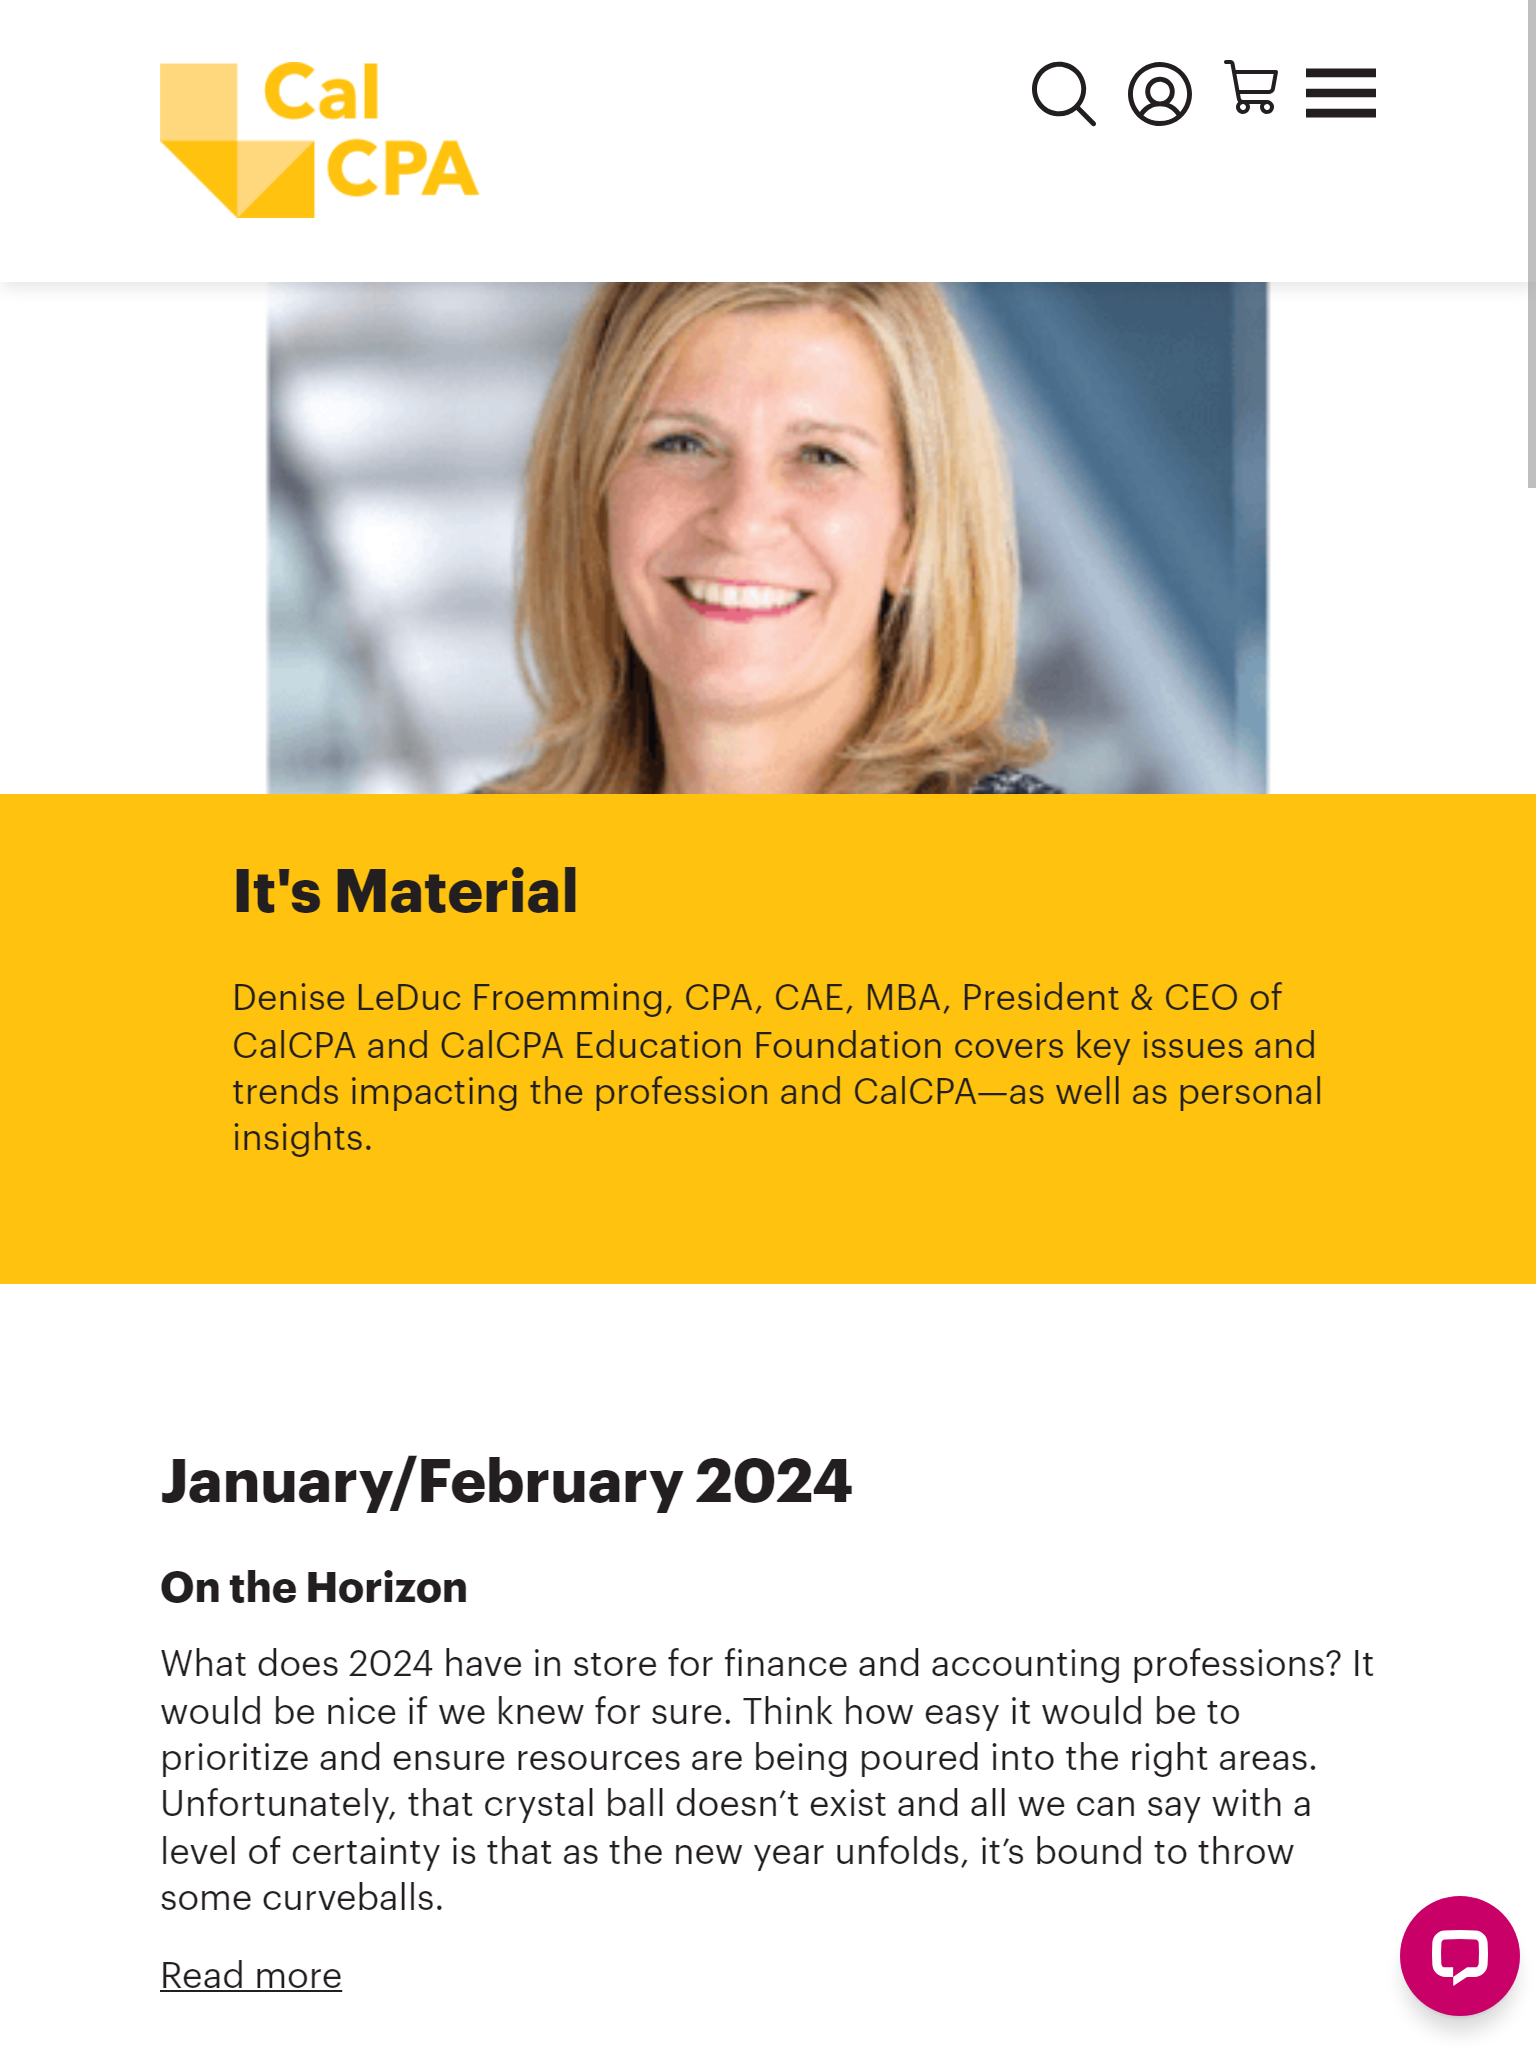 Cal
CPA
It's Material
Denise LeDuc Froemming, CPA, CAE, MBA, President & CEO of
CalCPA and CalCPA Education Foundation covers key issues and
trends impacting the profession and CalCPA—as well as personal
insights.
January/February 2024
On the Horizon
What does 2024 have in store for finance and accounting professions? It
would be nice if we knew for sure. Think how easy it would be to
prioritize and ensure resources are being poured into the right areas.
Unfortunately, that crystal ball doesn’t exist and all we can say with a
level of certainty is that as the new year unfolds, it’s bound to throw
some curveballs.
Read more